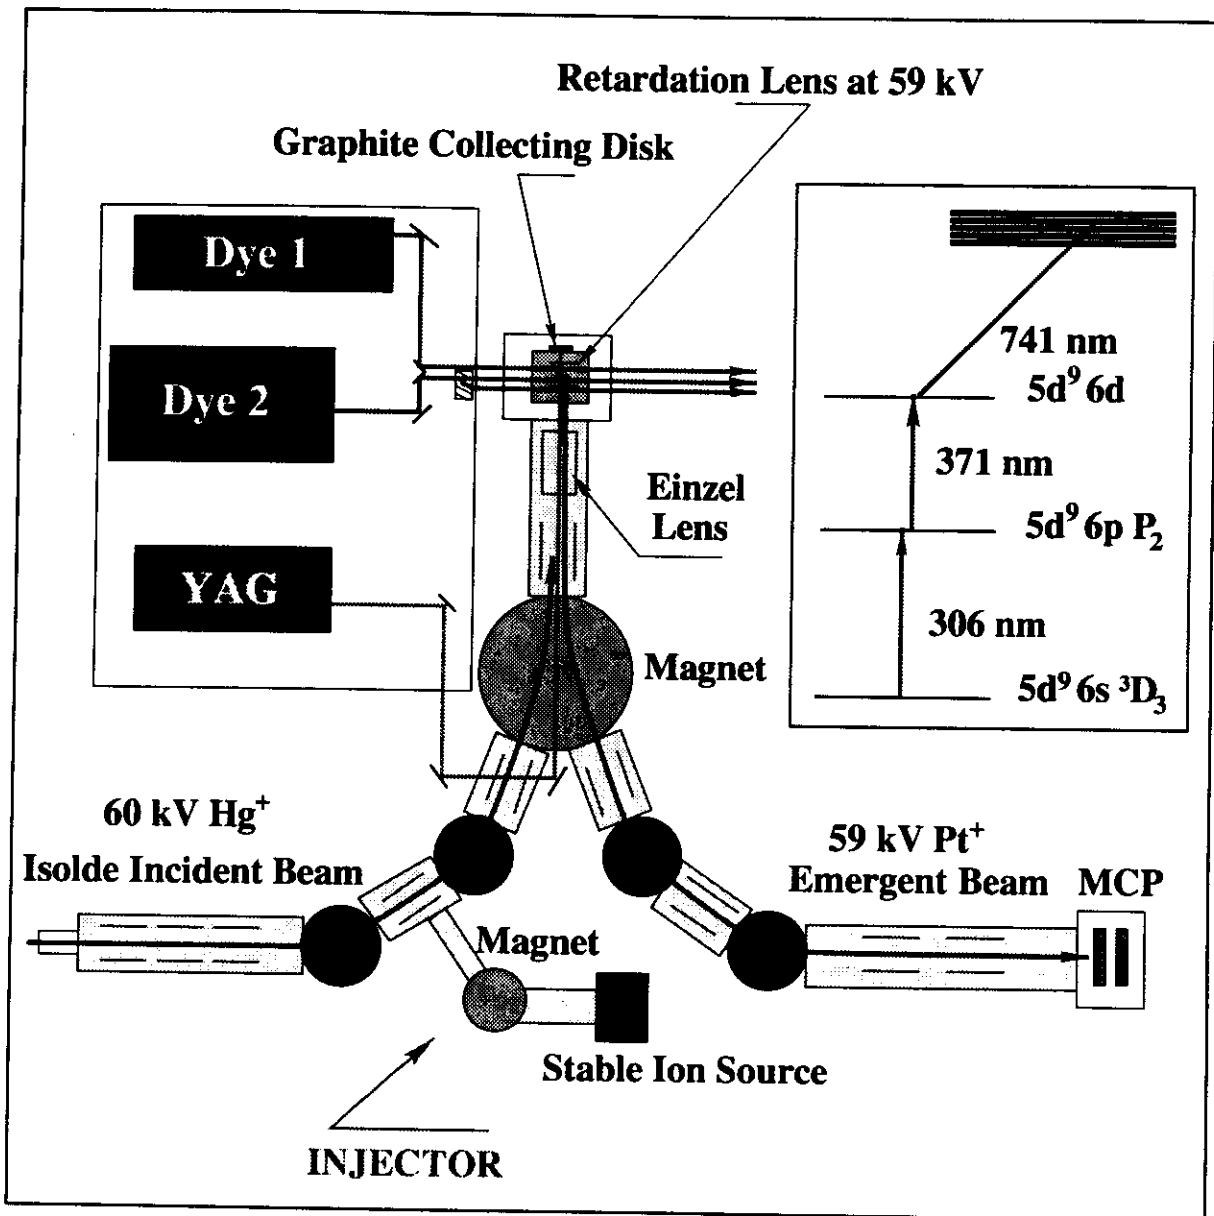 Retardation Lens at 59 kV
Graphite Collecting Disk
Dye 1
Dye 2
YAG
Einzel
Lens
Magnet
741 nm
5d⁹ 6d
371 nm
5d⁹ 6p P₂
306 nm
5d⁹ 6s ³D₃
60 kV Hg⁺
Isolde Incident Beam
59 kV Pt⁺
Emergent Beam
MCP
Magnet
Stable Ion Source
INJECTOR